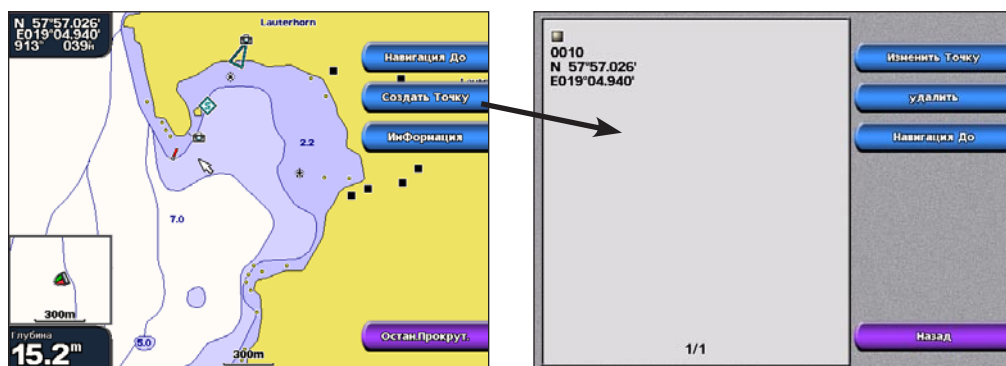 N 57°57.026'
E019°04.940'
913м 039м
Lauterhorn
Навигация До
Создать Точку
Информация
2.2
7.0
5.0
300m
300m
Глубина
15.2m
Остан.Прокрут.
0010
N 57°57.026'
E019°04.940'
Изменить Точку
удалить
Навигация До
1/1
Назад